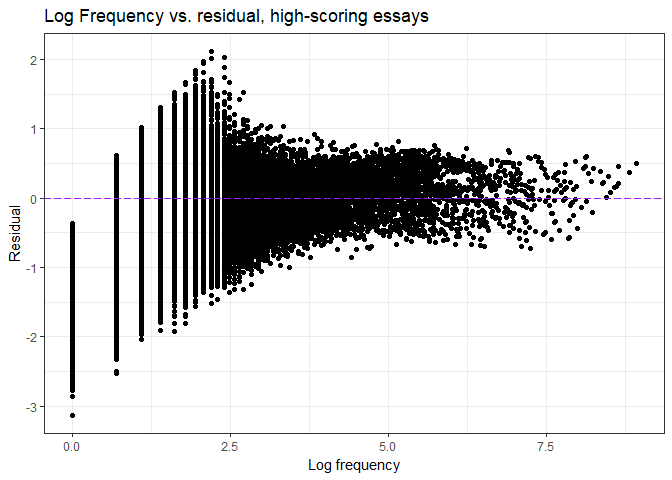 Log Frequency vs. residual, high-scoring essays
2
1
0
-1
-2
-3
Residual
0.0 2.5 5.0 7.5
Log frequency